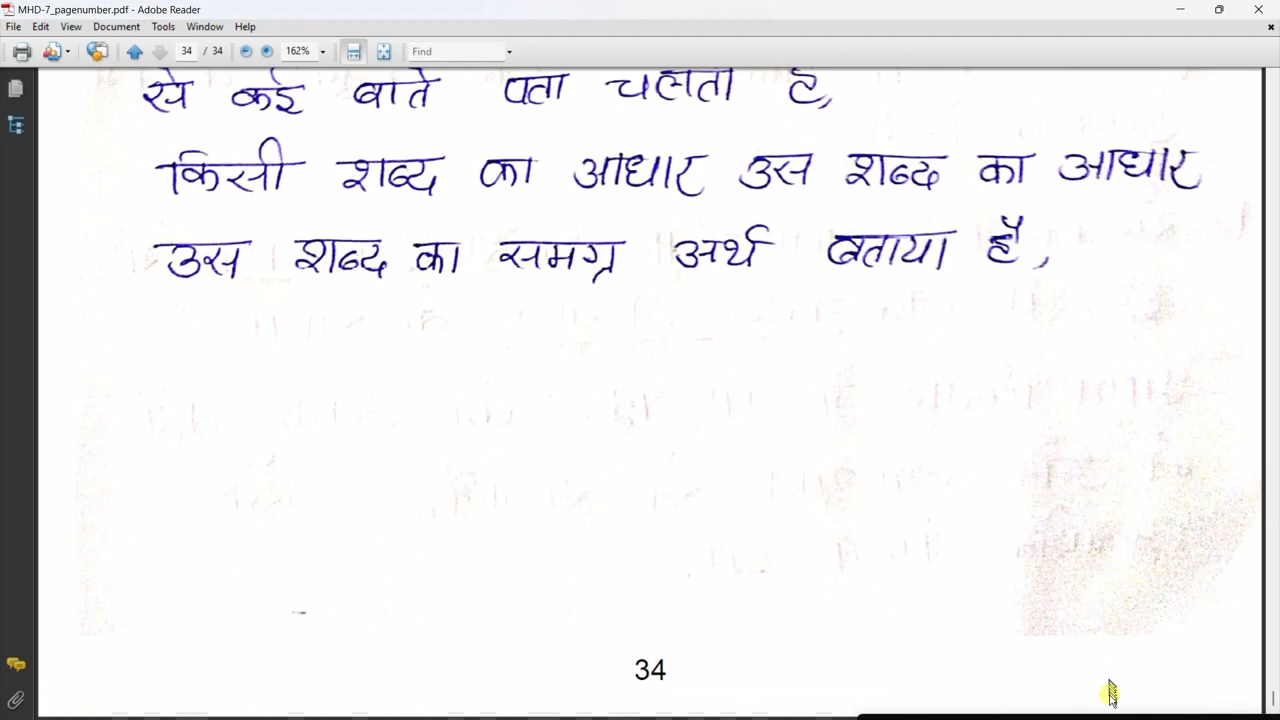 MHD-7_pagenumber.pdf - Adobe Reader
File Edit View Document Tools Window Help
34 / 34 162% Find
से कई बाते पता चलता है,
किसी शब्द का आधार उस शब्द का आधार
उस शब्द का समग्र अर्थ बताया है,
34